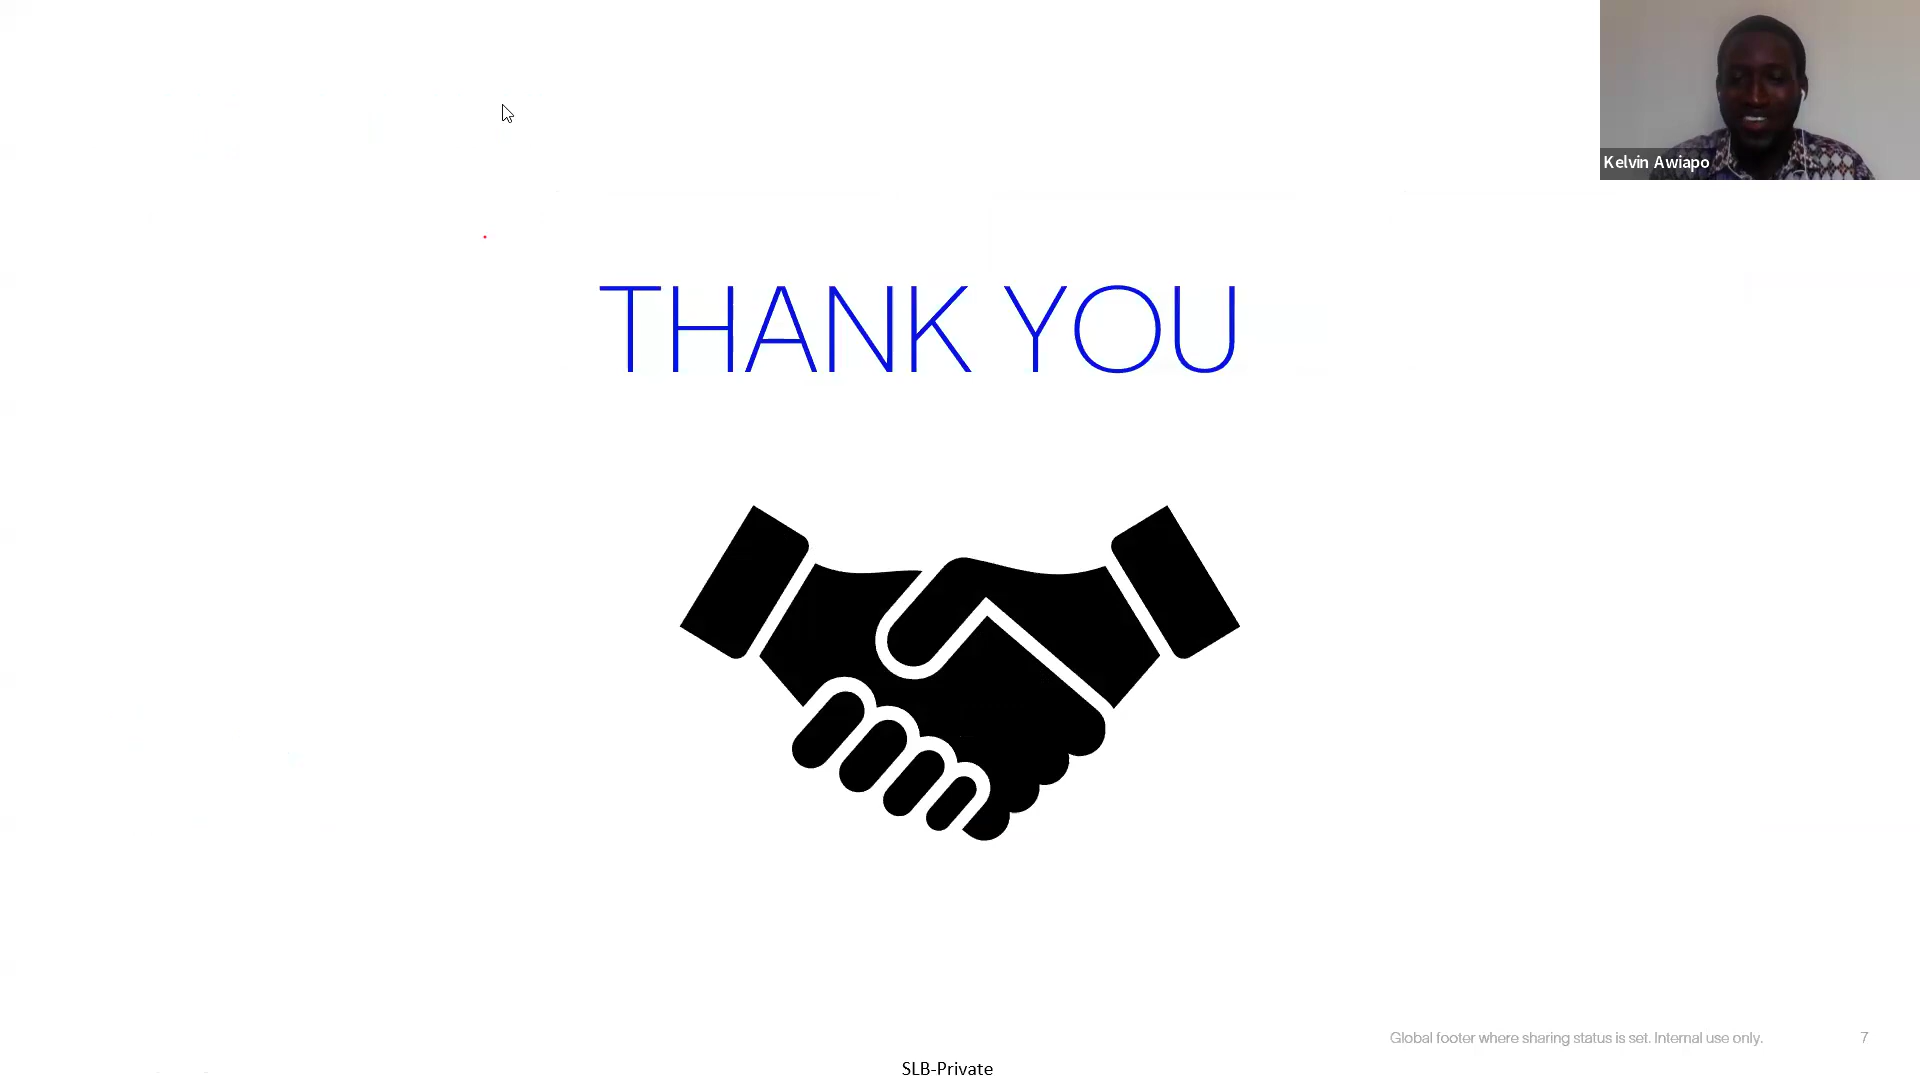 Kelvin Awiapo
THANK YOU
Global footer where sharing status is set. Internal use only.
7
SLB-Private